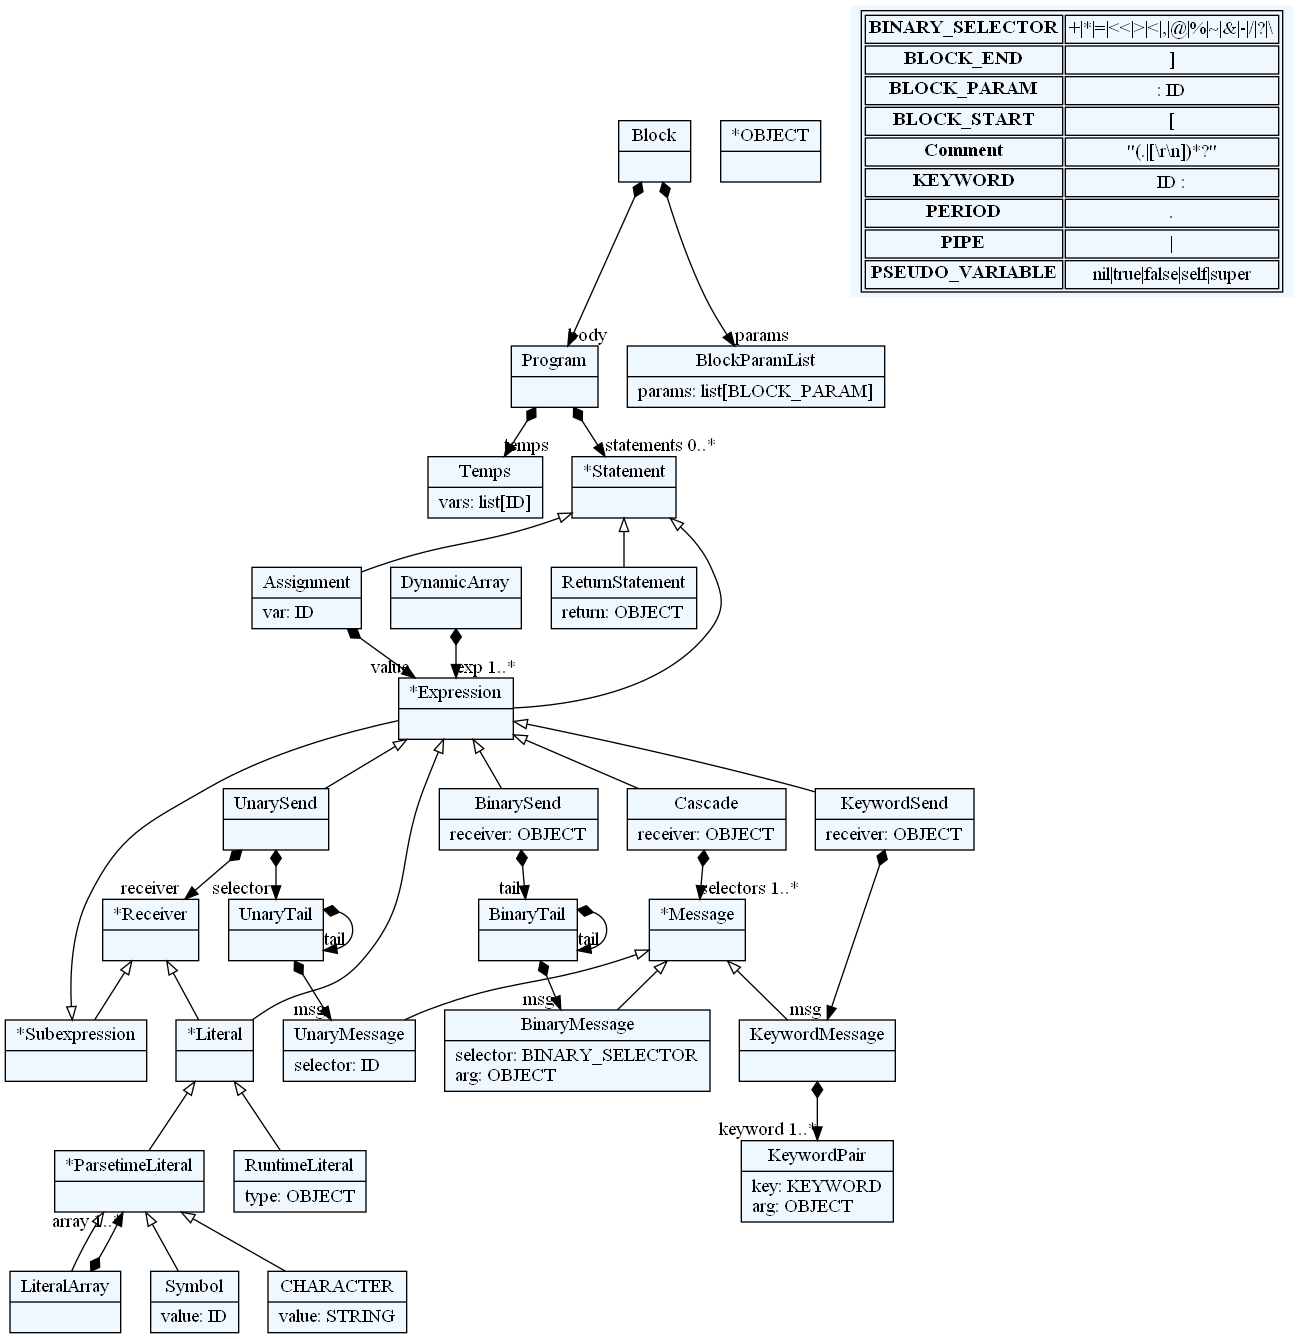 BINARY_SELECTOR +|*|=|<<|>|<|,|@|%|~|&|-|/|?|\
BLOCK_END ]
BLOCK_PARAM : ID
BLOCK_START [
Comment "(.|[\r\n])*?"
KEYWORD ID :
PERIOD .
PIPE |
PSEUDO_VARIABLE nil|true|false|self|super
Block
*OBJECT
body
params
Program
BlockParamList
params: list[BLOCK_PARAM]
temps
statements 0..*
Temps
vars: list[ID]
*Statement
Assignment
var: ID
DynamicArray
ReturnStatement
return: OBJECT
value
exp 1..*
*Expression
UnarySend
BinarySend
receiver: OBJECT
Cascade
receiver: OBJECT
KeywordSend
receiver: OBJECT
receiver
selector
tail
selectors 1..*
*Receiver
UnaryTail
tail
BinaryTail
tail
*Message
msg
msg
msg
*Subexpression
*Literal
UnaryMessage
selector: ID
BinaryMessage
selector: BINARY_SELECTOR
arg: OBJECT
KeywordMessage
keyword 1..*
*ParsetimeLiteral
RuntimeLiteral
type: OBJECT
KeywordPair
key: KEYWORD
arg: OBJECT
array 1..*
LiteralArray
Symbol
value: ID
CHARACTER
value: STRING